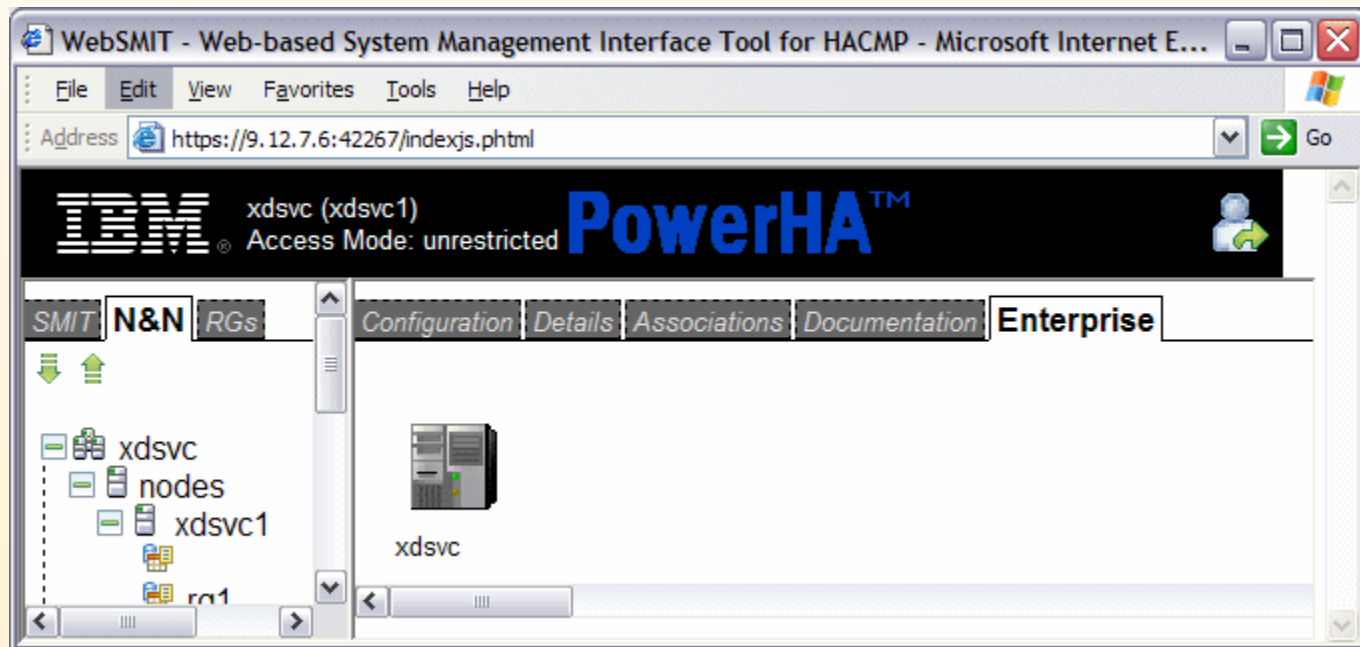 WebSMIT - Web-based System Management Interface Tool for HACMP - Microsoft Internet E...
File Edit View Favorites Tools Help
Address https://9.12.7.6:42267/indexjs.phtml Go
IBM ® xdsvc (xdsvc1) PowerHA™
Access Mode: unrestricted
SMIT N&N RGs Configuration Details Associations Documentation Enterprise
xdsvc
nodes
xdsvc1
rg1
xdsvc